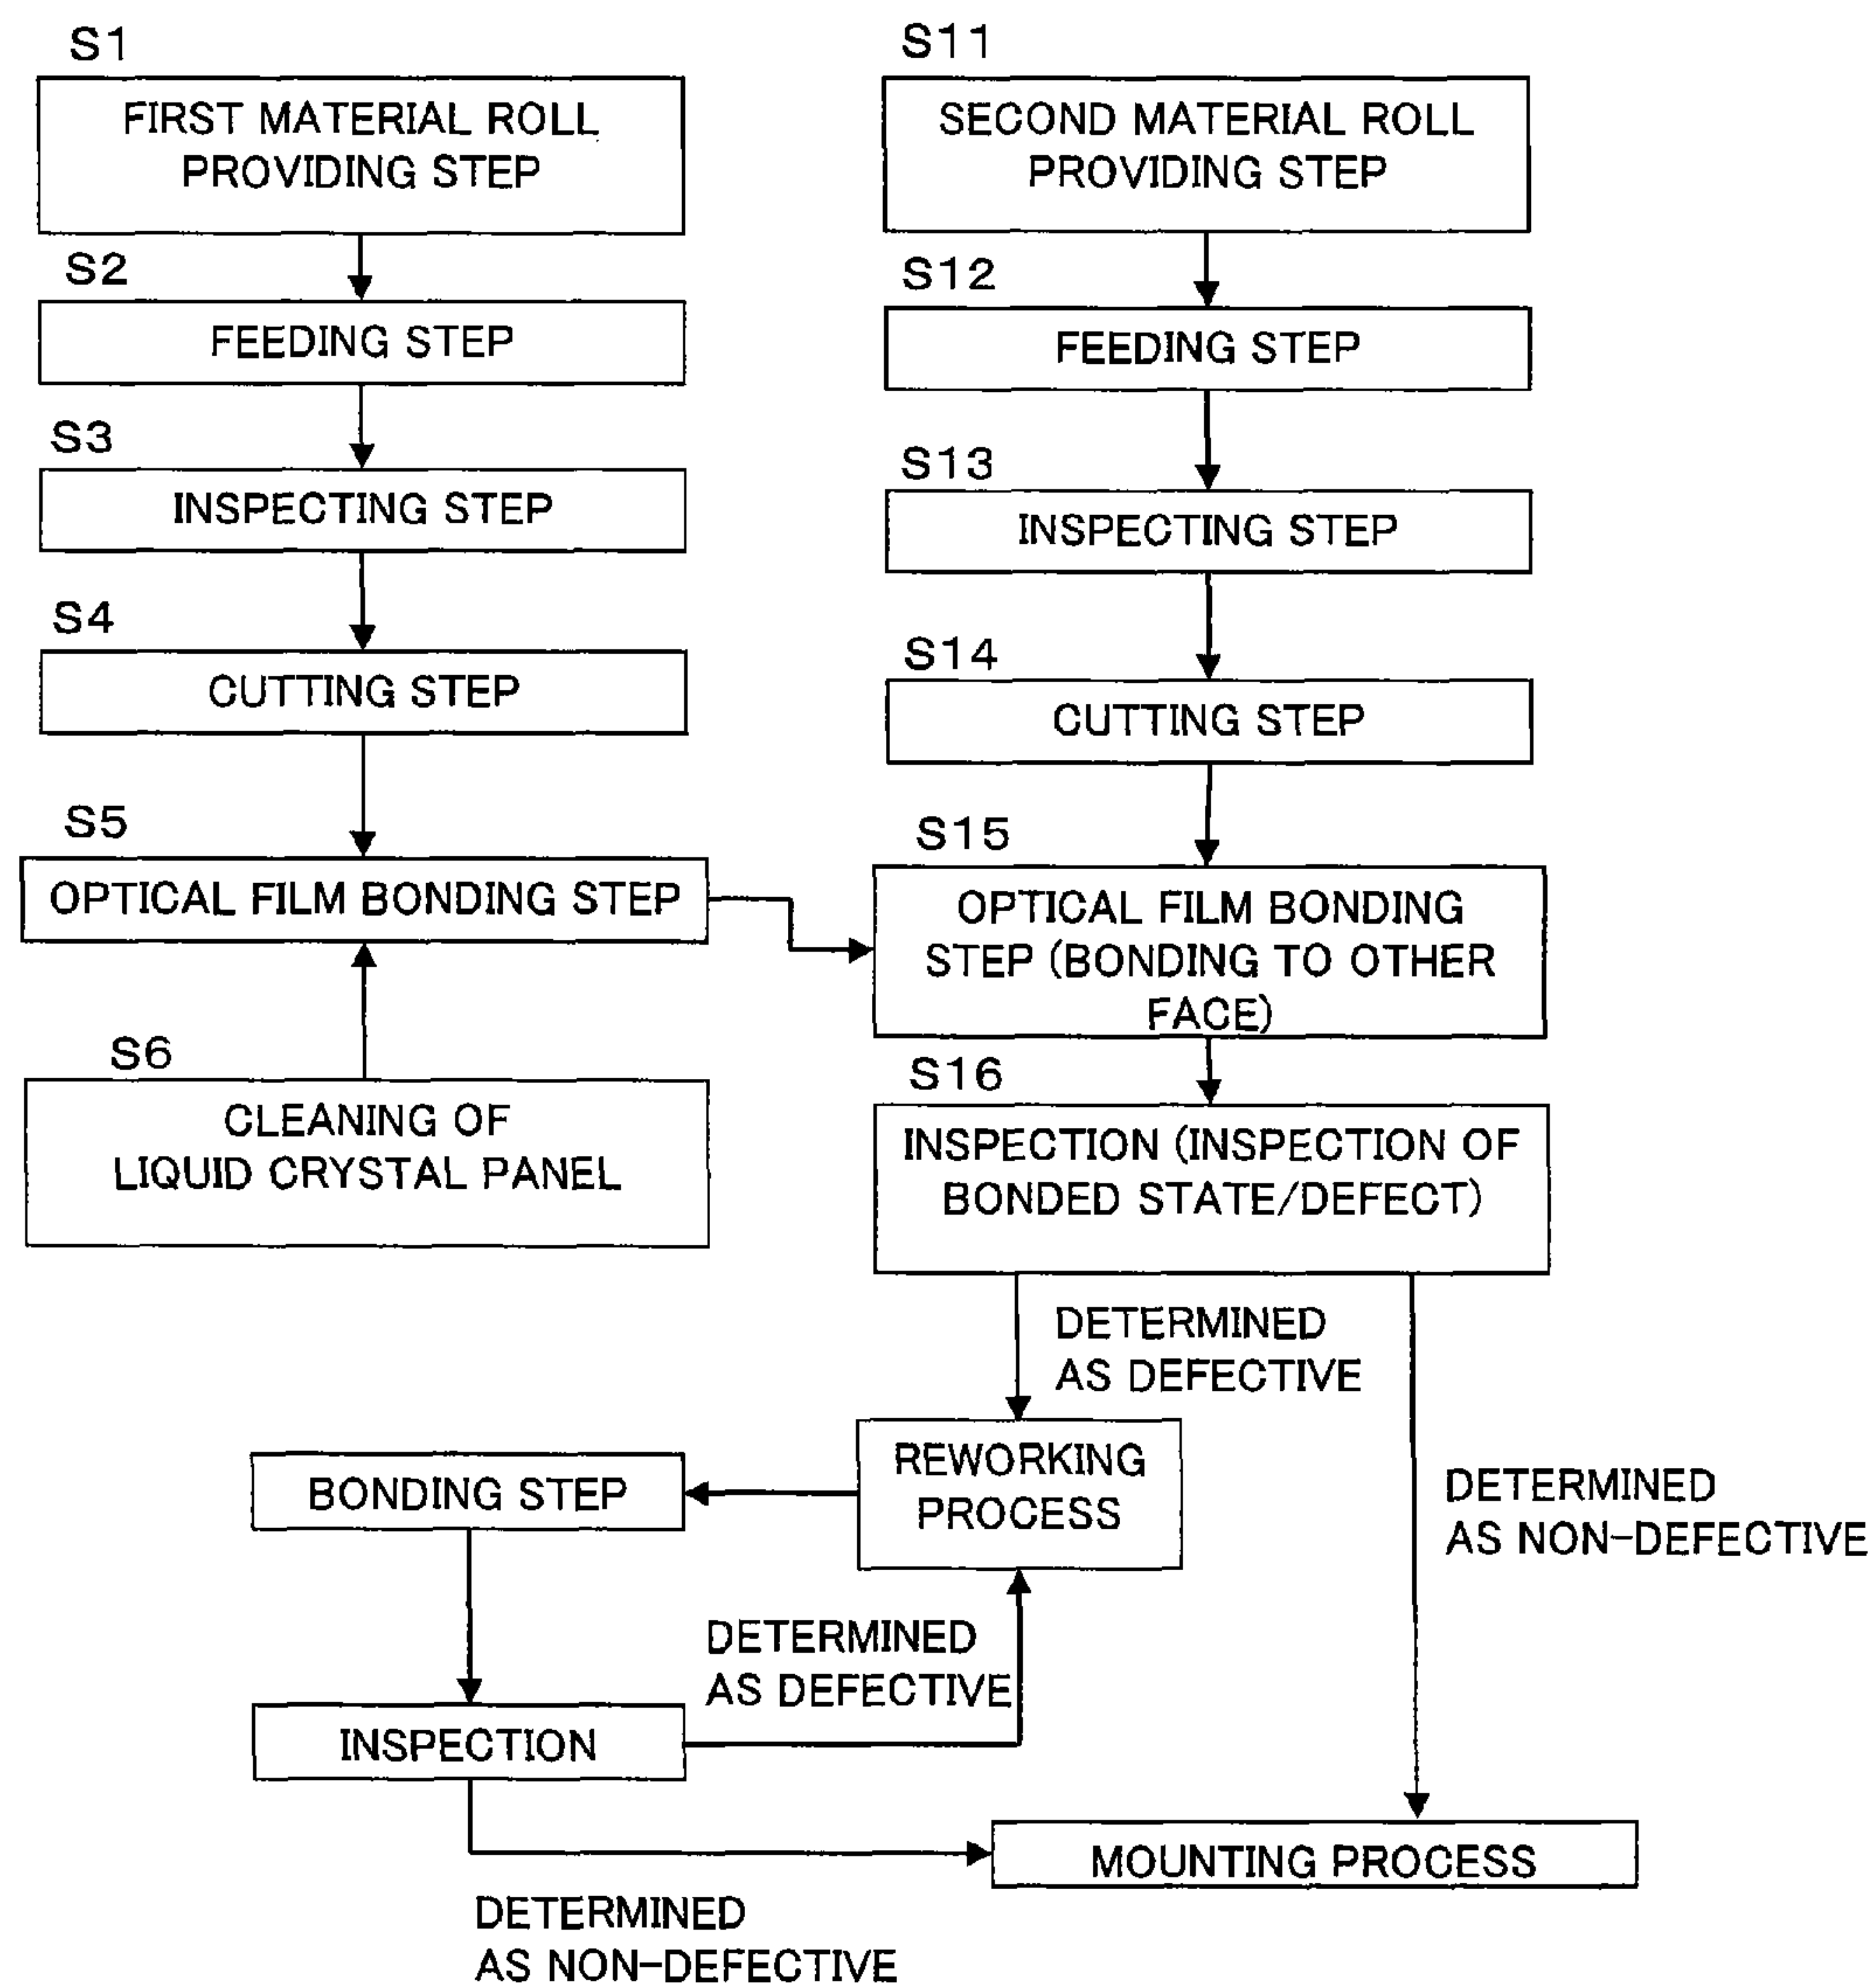 S1
FIRST MATERIAL ROLL
PROVIDING STEP
S2
FEEDING STEP
S3
INSPECTING STEP
S4
CUTTING STEP
S5
OPTICAL FILM BONDING STEP
S6
CLEANING OF
LIQUID CRYSTAL PANEL
S11
SECOND MATERIAL ROLL
PROVIDING STEP
S12
FEEDING STEP
S13
INSPECTING STEP
S14
CUTTING STEP
S15
OPTICAL FILM BONDING
STEP (BONDING TO OTHER
FACE)
S16
INSPECTION (INSPECTION OF
BONDED STATE/DEFECT)
DETERMINED
AS DEFECTIVE
REWORKING
PROCESS
BONDING STEP
DETERMINED
AS NON-DEFECTIVE
DETERMINED
AS DEFECTIVE
INSPECTION
MOUNTING PROCESS
DETERMINED
AS NON-DEFECTIVE